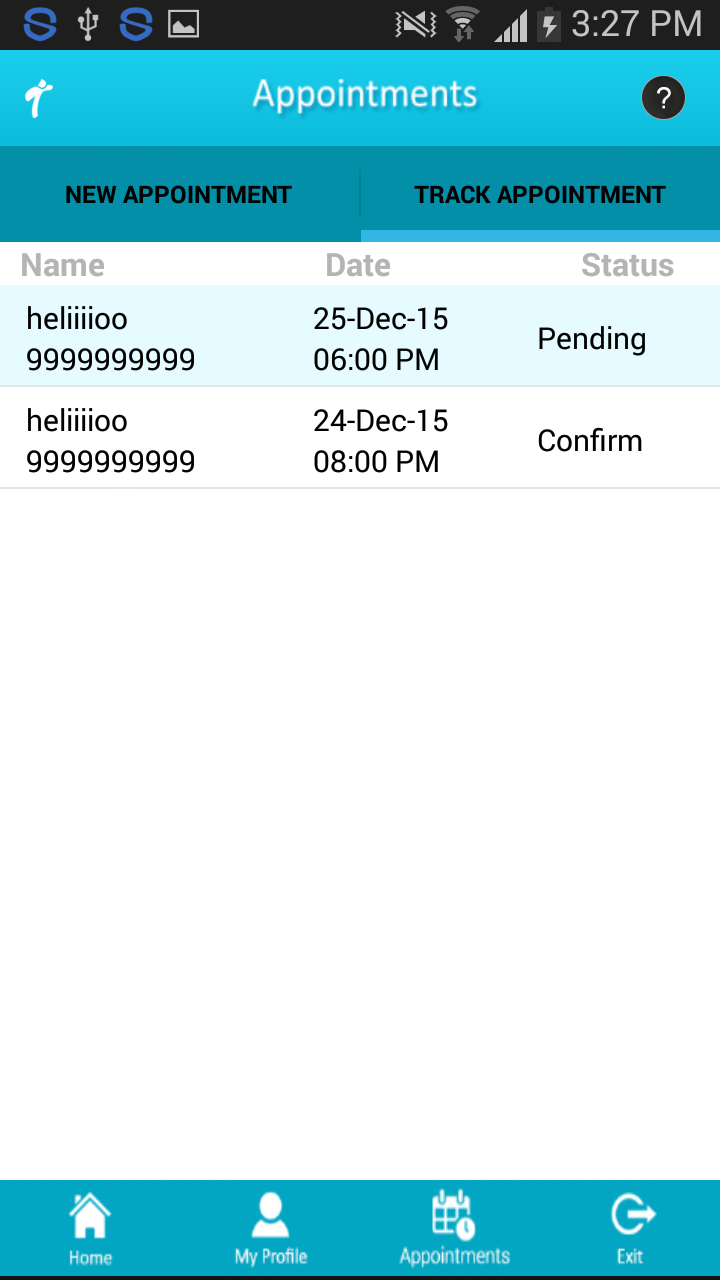 3:27 PM
Appointments
?
NEW APPOINTMENT TRACK APPOINTMENT
Name Date Status
heliiiioo 25-Dec-15
Pending
9999999999 06:00 PM
heliiiioo 24-Dec-15
Confirm
9999999999 08:00 PM
Home My Profile Appointments Exit